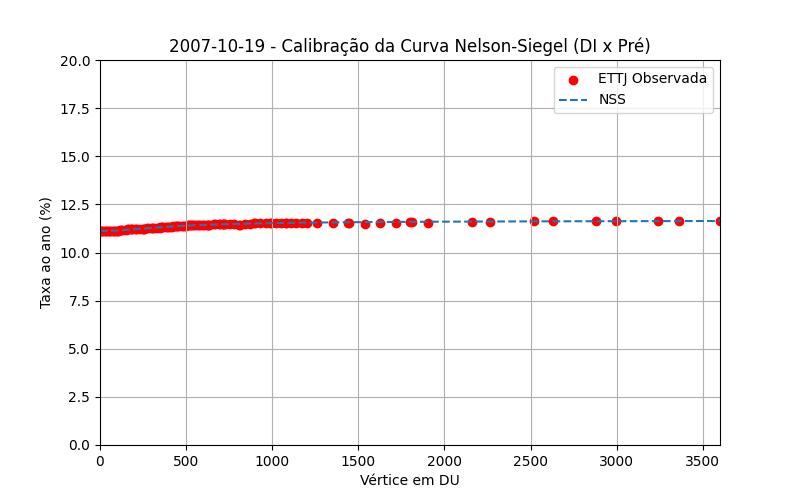 2007-10-19 - Calibração da Curva Nelson-Siegel (DI x Pré)
20.0
17.5
15.0
12.5
10.0
7.5
5.0
2.5
0.0
Taxa ao ano (%)
ETTJ Observada
NSS
0 500 1000 1500 2000 2500 3000 3500
Vértice em DU